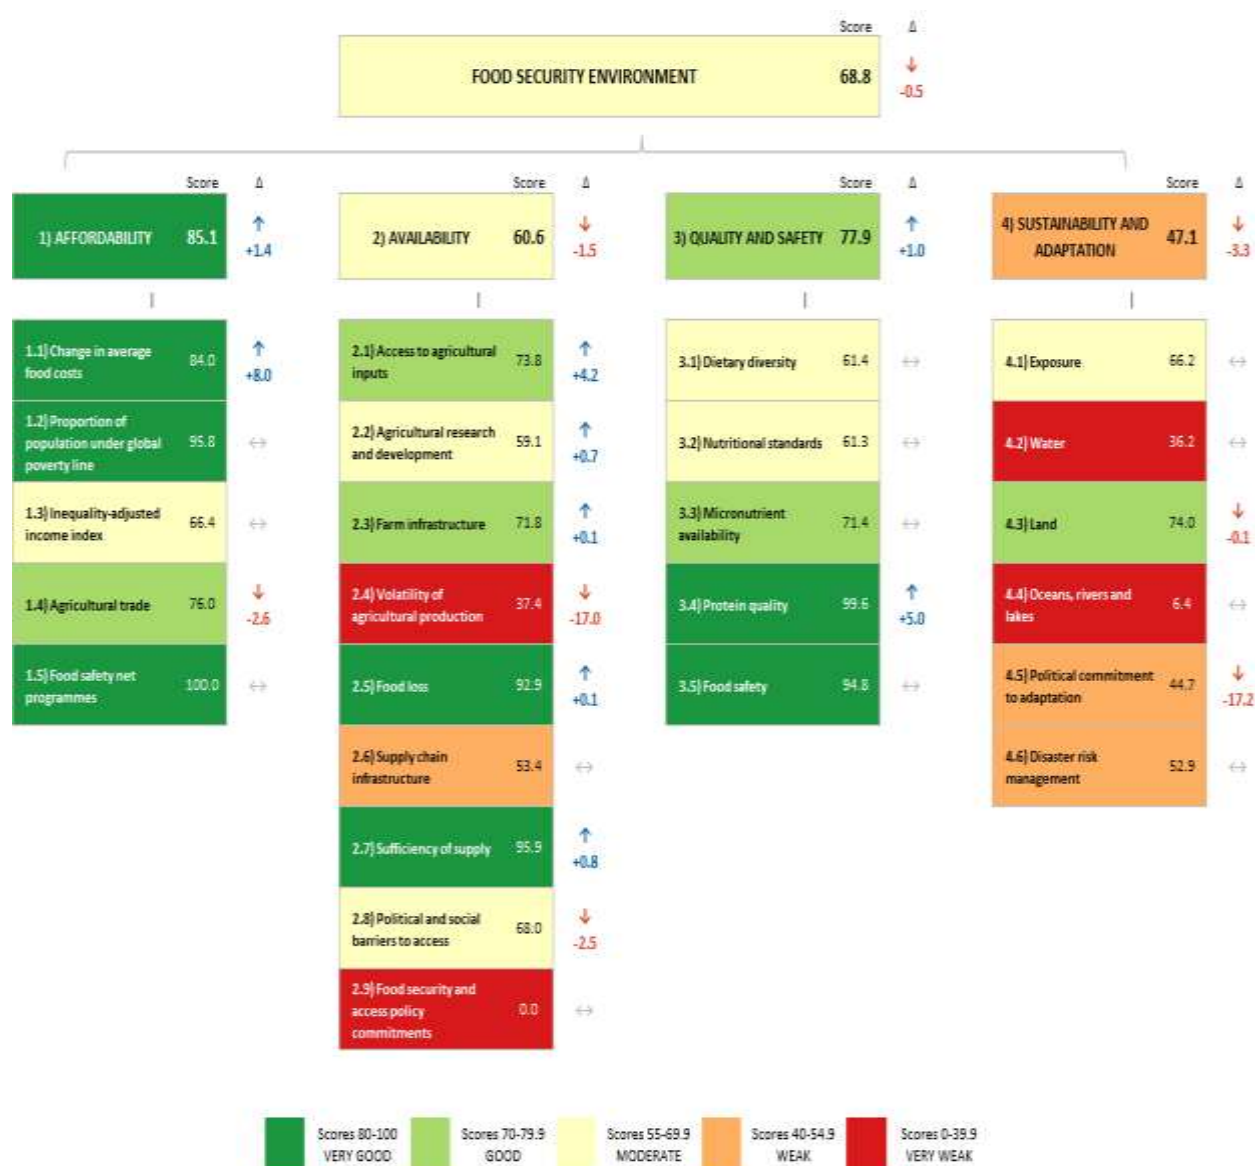 Score Δ
FOOD SECURITY ENVIRONMENT 68.8 ↓
-0.5
Score Δ Score Δ Score Δ Score Δ
1) AFFORDABILITY 85.1 ↑
+1.4
2) AVAILABILITY 60.6 ↓
-1.5
3) QUALITY AND SAFETY 77.9 ↑
+1.0
4) SUSTAINABILITY AND
ADAPTATION 47.1 ↓
-3.3
1.1) Change in average
food costs 84.0 ↑
+8.0
1.2) Proportion of
population under global
poverty line 95.8 ↔
1.3) Inequality-adjusted
income index 66.4 ↔
1.4) Agricultural trade 76.0 ↓
-2.6
1.5) Food safety net
programmes 100.0 ↔
2.1) Access to agricultural
inputs 73.8 ↑
+4.2
2.2) Agricultural research
and development 59.1 ↑
+0.7
2.3) Farm infrastructure 71.8 ↑
+0.1
2.4) Volatility of
agricultural production 37.4 ↓
-17.0
2.5) Food loss 92.9 ↑
+0.1
2.6) Supply chain
infrastructure 53.4 ↔
2.7) Sufficiency of supply 95.9 ↑
+0.8
2.8) Political and social
barriers to access 68.0 ↓
-2.5
2.9) Food security and
access policy
commitments 0.0 ↔
3.1) Dietary diversity 61.4 ↔
3.2) Nutritional standards 61.3 ↔
3.3) Micronutrient
availability 71.4 ↔
3.4) Protein quality 99.6 ↑
+5.0
3.5) Food safety 94.8 ↔
4.1) Exposure 66.2 ↔
4.2) Water 36.2 ↔
4.3) Land 74.0 ↓
-0.1
4.4) Oceans, rivers and
lakes 6.4 ↔
4.5) Political commitment
to adaptation 44.7 ↓
-17.2
4.6) Disaster risk
management 52.9 ↔
Scores 80-100
VERY GOOD
Scores 70-79.9
GOOD
Scores 55-69.9
MODERATE
Scores 40-54.9
WEAK
Scores 0-39.9
VERY WEAK